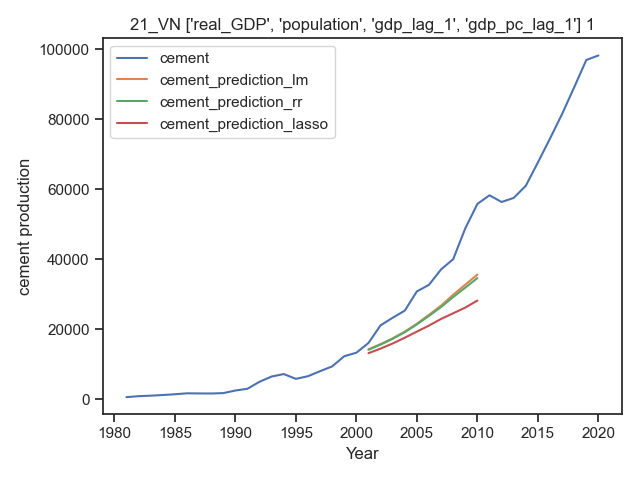 21_VN ['real_GDP', 'population', 'gdp_lag_1', 'gdp_pc_lag_1'] 1
cement
cement_prediction_lm
cement_prediction_rr
cement_prediction_lasso
cement production
100000
80000
60000
40000
20000
0
1980 1985 1990 1995 2000 2005 2010 2015 2020
Year